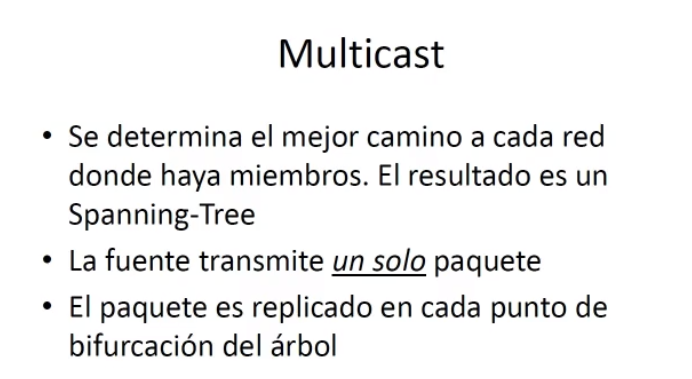 Multicast
• Se determina el mejor camino a cada red
donde haya miembros. El resultado es un
Spanning-Tree
• La fuente transmite un solo paquete
• El paquete es replicado en cada punto de
bifurcación del árbol